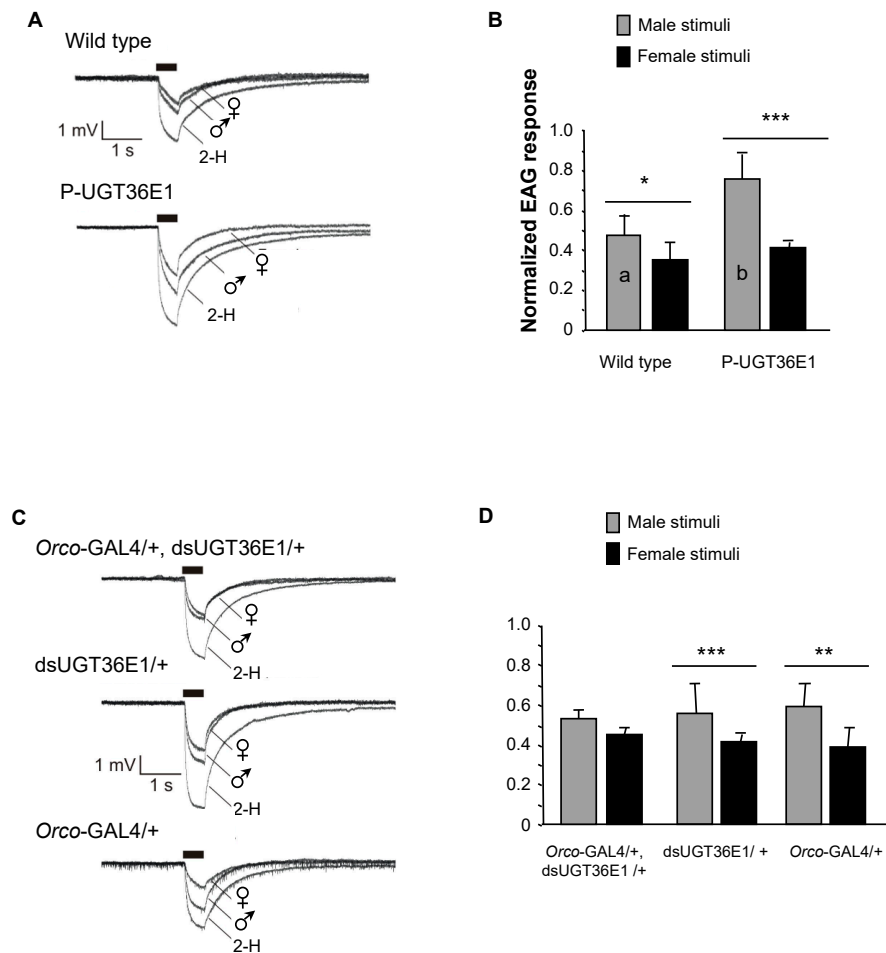 A
Wild type
♀
♂
2-H
1 mV
1 s
P-UGT36E1
♀
♂
2-H
B
Male stimuli
Female stimuli
Normalized EAG response
1.0
0.8
0.6
0.4
0.2
0
*
***
a
b
Wild type
P-UGT36E1
C
Orco-GAL4/+, dsUGT36E1/+
♀
♂
2-H
dsUGT36E1/+
♀
♂
2-H
1 mV
1 s
Orco-GAL4/+
♀
♂
2-H
D
Male stimuli
Female stimuli
1.0
0.8
0.6
0.4
0.2
0
***
**
Orco-GAL4/+,
dsUGT36E1 /+
dsUGT36E1/ +
Orco-GAL4/+